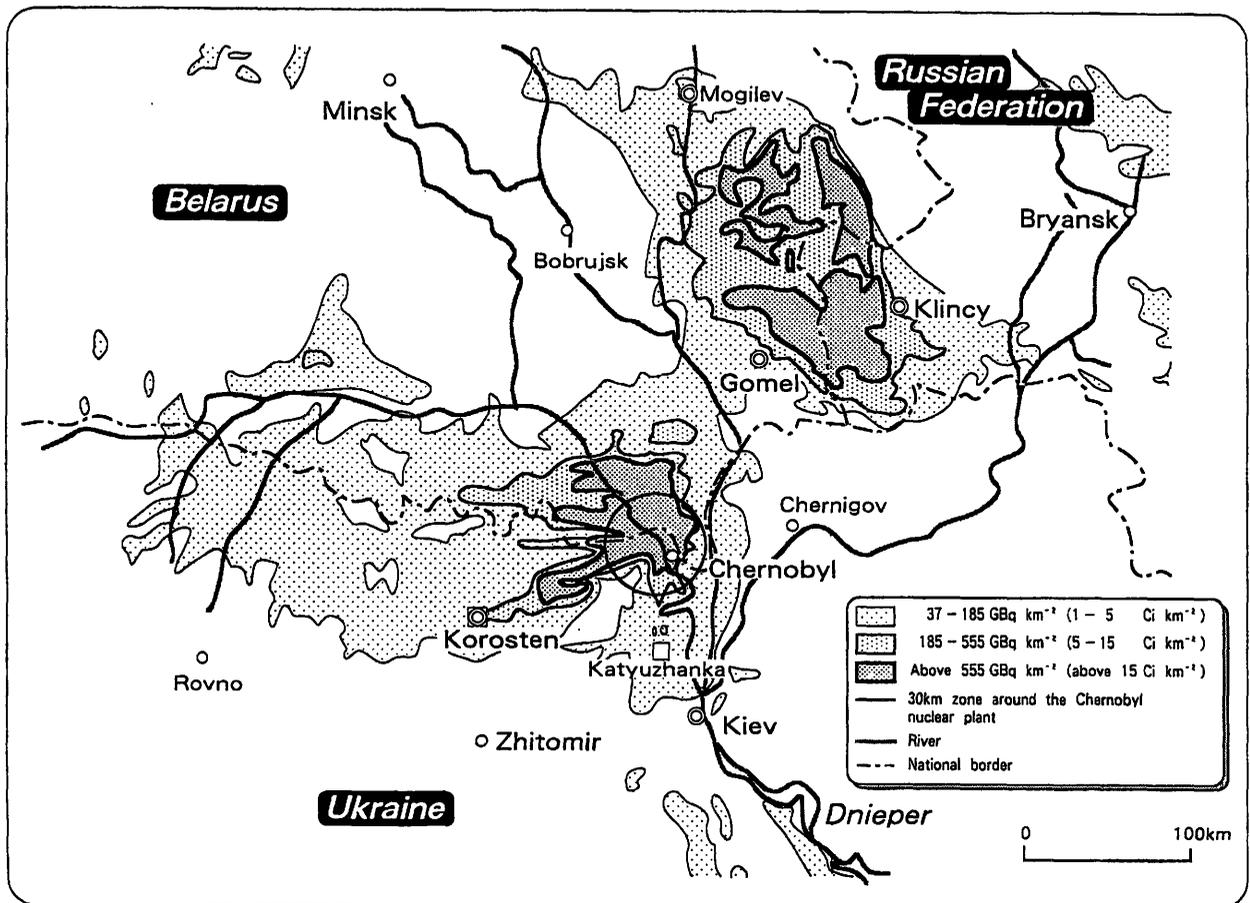 Russian
Federation
Mogilev
Minsk
Belarus
Bryansk
Bobrujsk
Klincy
Gomel
Chernigov
Chernobyl
Korosten
Katyuzhanka
Rovno
Kiev
Zhitomir
Ukraine
Dnieper
37 – 185 GBq km⁻² (1 – 5 Ci km⁻²)
185 – 555 GBq km⁻² (5 – 15 Ci km⁻²)
Above 555 GBq km⁻² (above 15 Ci km⁻²)
30km zone around the Chernobyl
nuclear plant
River
National border
0 100km